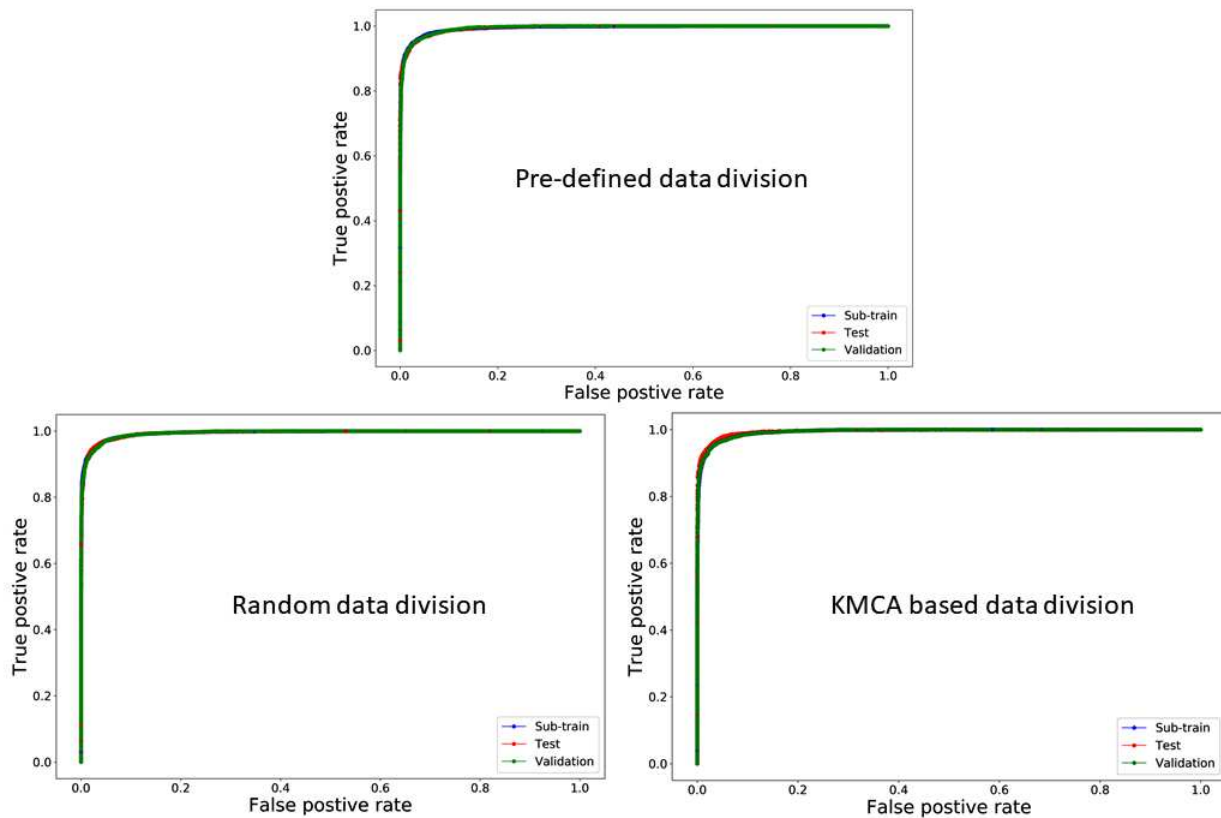 1.0
0.8
True postive rate
0.6
Pre-defined data division
0.4
0.2
Sub-train
Test
Validation
0.0
0.0 0.2 0.4 0.6 0.8 1.0
False postive rate
1.0
0.8
True postive rate
0.6
Random data division
0.4
0.2
Sub-train
Test
Validation
0.0
0.0 0.2 0.4 0.6 0.8 1.0
False postive rate
1.0
0.8
True postive rate
0.6
KMCA based data division
0.4
0.2
Sub-train
Test
Validation
0.0
0.0 0.2 0.4 0.6 0.8 1.0
False postive rate